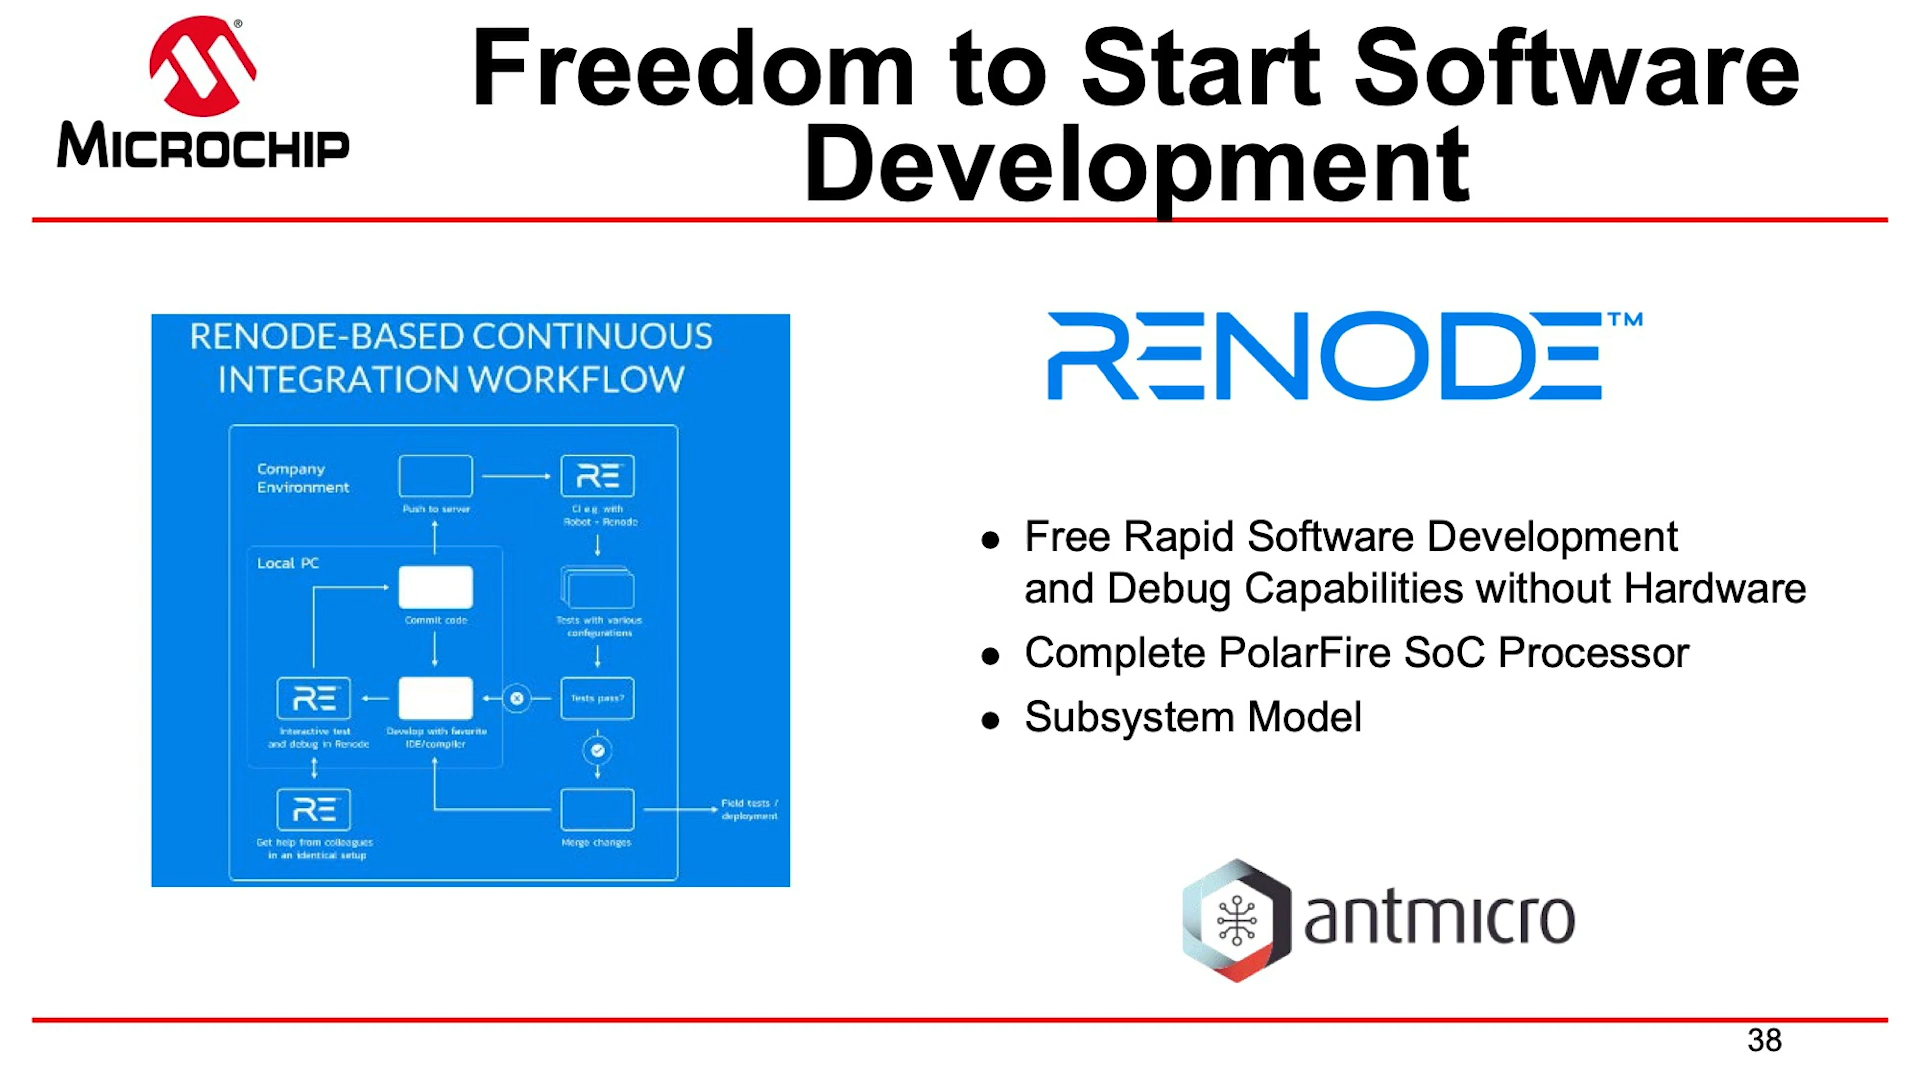 MICROCHIP
®
Freedom to Start Software
Development
RENODE-BASED CONTINUOUS
INTEGRATION WORKFLOW
Company
Environment
Push to server
RE
CI e.g. with
Robot + Renode
Local PC
Commit code
Tests with various
configurations
RE
Interactive test
and debug in Renode
Develop with favorite
IDE/compiler
Tests pass?
RE
Get help from colleagues
in an identical setup
Merge changes
Field tests /
deployment
RENODE™
● Free Rapid Software Development
and Debug Capabilities without Hardware
● Complete PolarFire SoC Processor
● Subsystem Model
antmicro
38